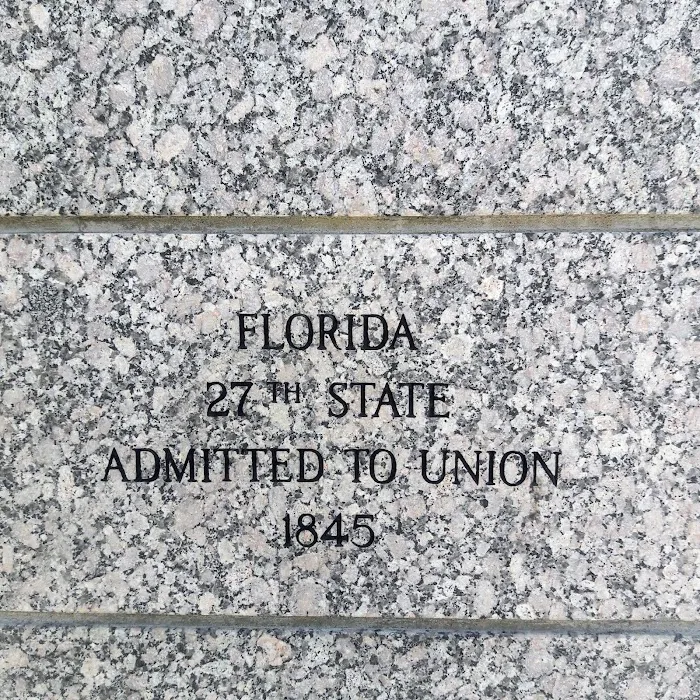 FLORIDA
27TH STATE
ADMITTED TO UNION
1845